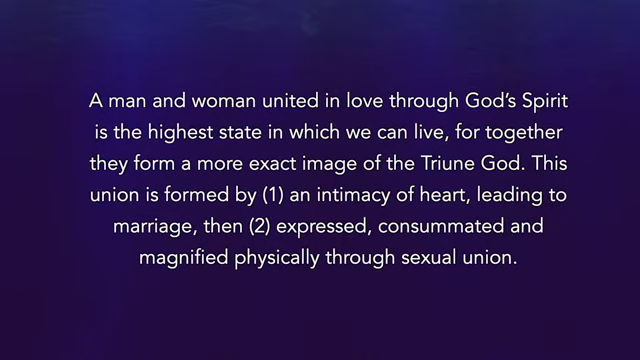 A man and woman united in love through God's Spirit
is the highest state in which we can live, for together
they form a more exact image of the Triune God. This
union is formed by (1) an intimacy of heart, leading to
marriage, then (2) expressed, consummated and
magnified physically through sexual union.